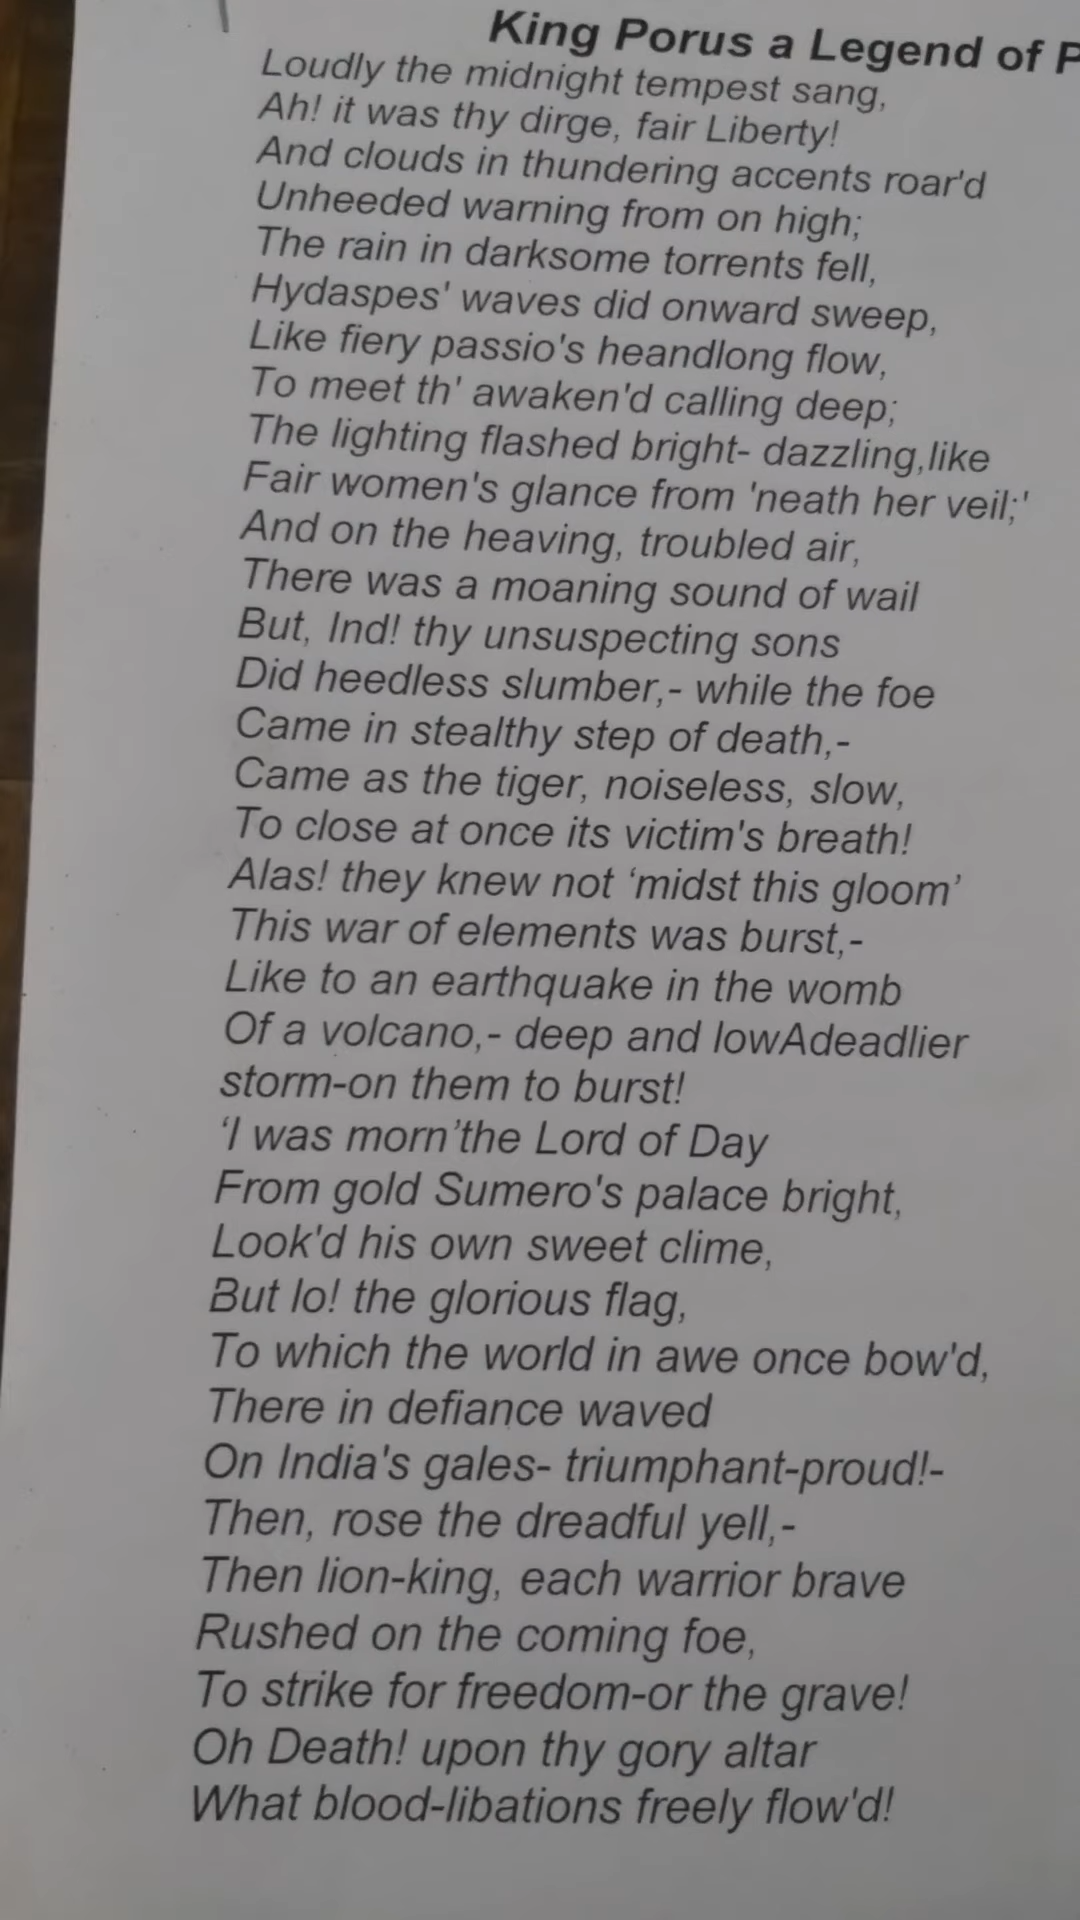 King Porus a Legend of
Loudly the midnight tempest sang,
Ah! it was thy dirge, fair Liberty!
And clouds in thundering accents roar'd
Unheeded warning from on high;
The rain in darksome torrents fell,
Hydaspes' waves did onward sweep,
Like fiery passio's heandlong flow,
To meet th' awaken'd calling deep;
The lighting flashed bright- dazzling,like
Fair women's glance from 'neath her veil;'
And on the heaving, troubled air,
There was a moaning sound of wail
But, Ind! thy unsuspecting sons
Did heedless slumber,- while the foe
Came in stealthy step of death,-
Came as the tiger, noiseless, slow,
To close at once its victim's breath!
Alas! they knew not ‘midst this gloom’
This war of elements was burst,-
Like to an earthquake in the womb
Of a volcano,- deep and lowAdeadlier
storm-on them to burst!
‘I was morn’the Lord of Day
From gold Sumero's palace bright,
Look'd his own sweet clime,
But lo! the glorious flag,
To which the world in awe once bow'd,
There in defiance waved
On India's gales- triumphant-proud!-
Then, rose the dreadful yell,-
Then lion-king, each warrior brave
Rushed on the coming foe,
To strike for freedom-or the grave!
Oh Death! upon thy gory altar
What blood-libations freely flow'd!